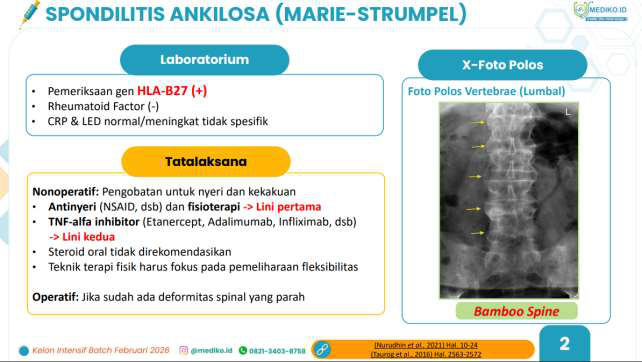 SPONDILITIS ANKILOSA (MARIE-STRUMPEL)
MEDIKO.ID
Laboratorium
• Pemeriksaan gen HLA-B27 (+)
• Rheumatoid Factor (-)
• CRP & LED normal/meningkat tidak spesifik
Tatalaksana
Nonoperatif: Pengobatan untuk nyeri dan kekakuan
• Antinyeri (NSAID, dsb) dan fisioterapi -> Lini pertama
• TNF-alfa inhibitor (Etanercept, Adalimumab, Infliximab, dsb)
-> Lini kedua
• Steroid oral tidak direkomendasikan
• Teknik terapi fisik harus fokus pada pemeliharaan fleksibilitas
Operatif: Jika sudah ada deformitas spinal yang parah
X-Foto Polos
Foto Polos Vertebrae (Lumbal)
L
Bamboo Spine
Kelon Intensif Batch Februari 2026
@mediko.id
0821-3403-8758
(Nurudhin et al., 2021) Hal. 10-24
(Taurog et al., 2016) Hal. 2563-2572
2